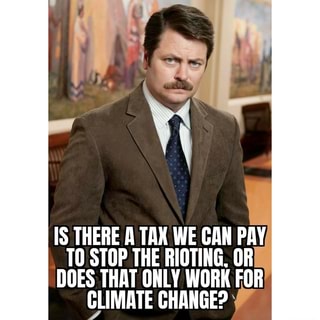 IS THERE A TAX WE CAN PAY
TO STOP THE RIOTING, OR
DOES THAT ONLY WORK FOR
CLIMATE CHANGE?